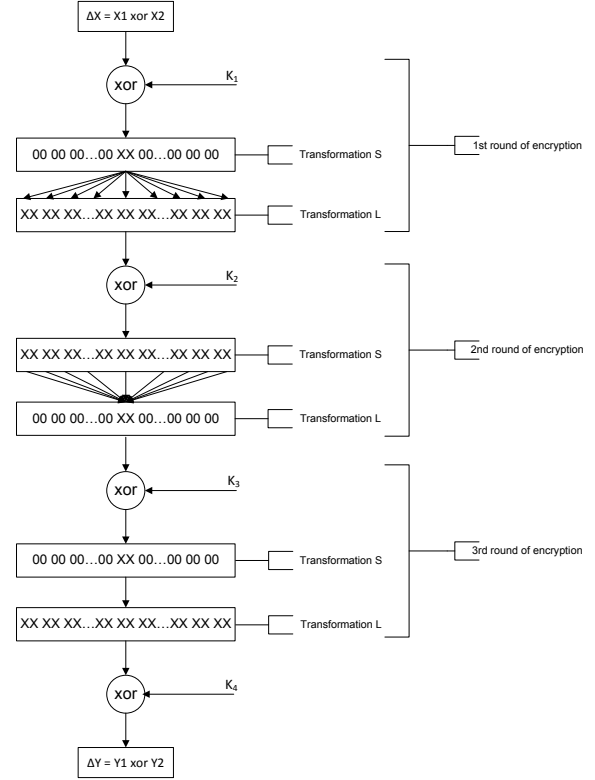 ΔX = X1 xor X2
xor
K₁
00 00 00...00 XX 00...00 00 00
Transformation S
1st round of encryption
XX XX XX...XX XX XX...XX XX XX
Transformation L
xor
K₂
XX XX XX...XX XX XX...XX XX XX
Transformation S
2nd round of encryption
00 00 00...00 XX 00...00 00 00
Transformation L
xor
K₃
00 00 00...00 XX 00...00 00 00
Transformation S
3rd round of encryption
XX XX XX...XX XX XX...XX XX XX
Transformation L
xor
K₄
ΔY = Y1 xor Y2